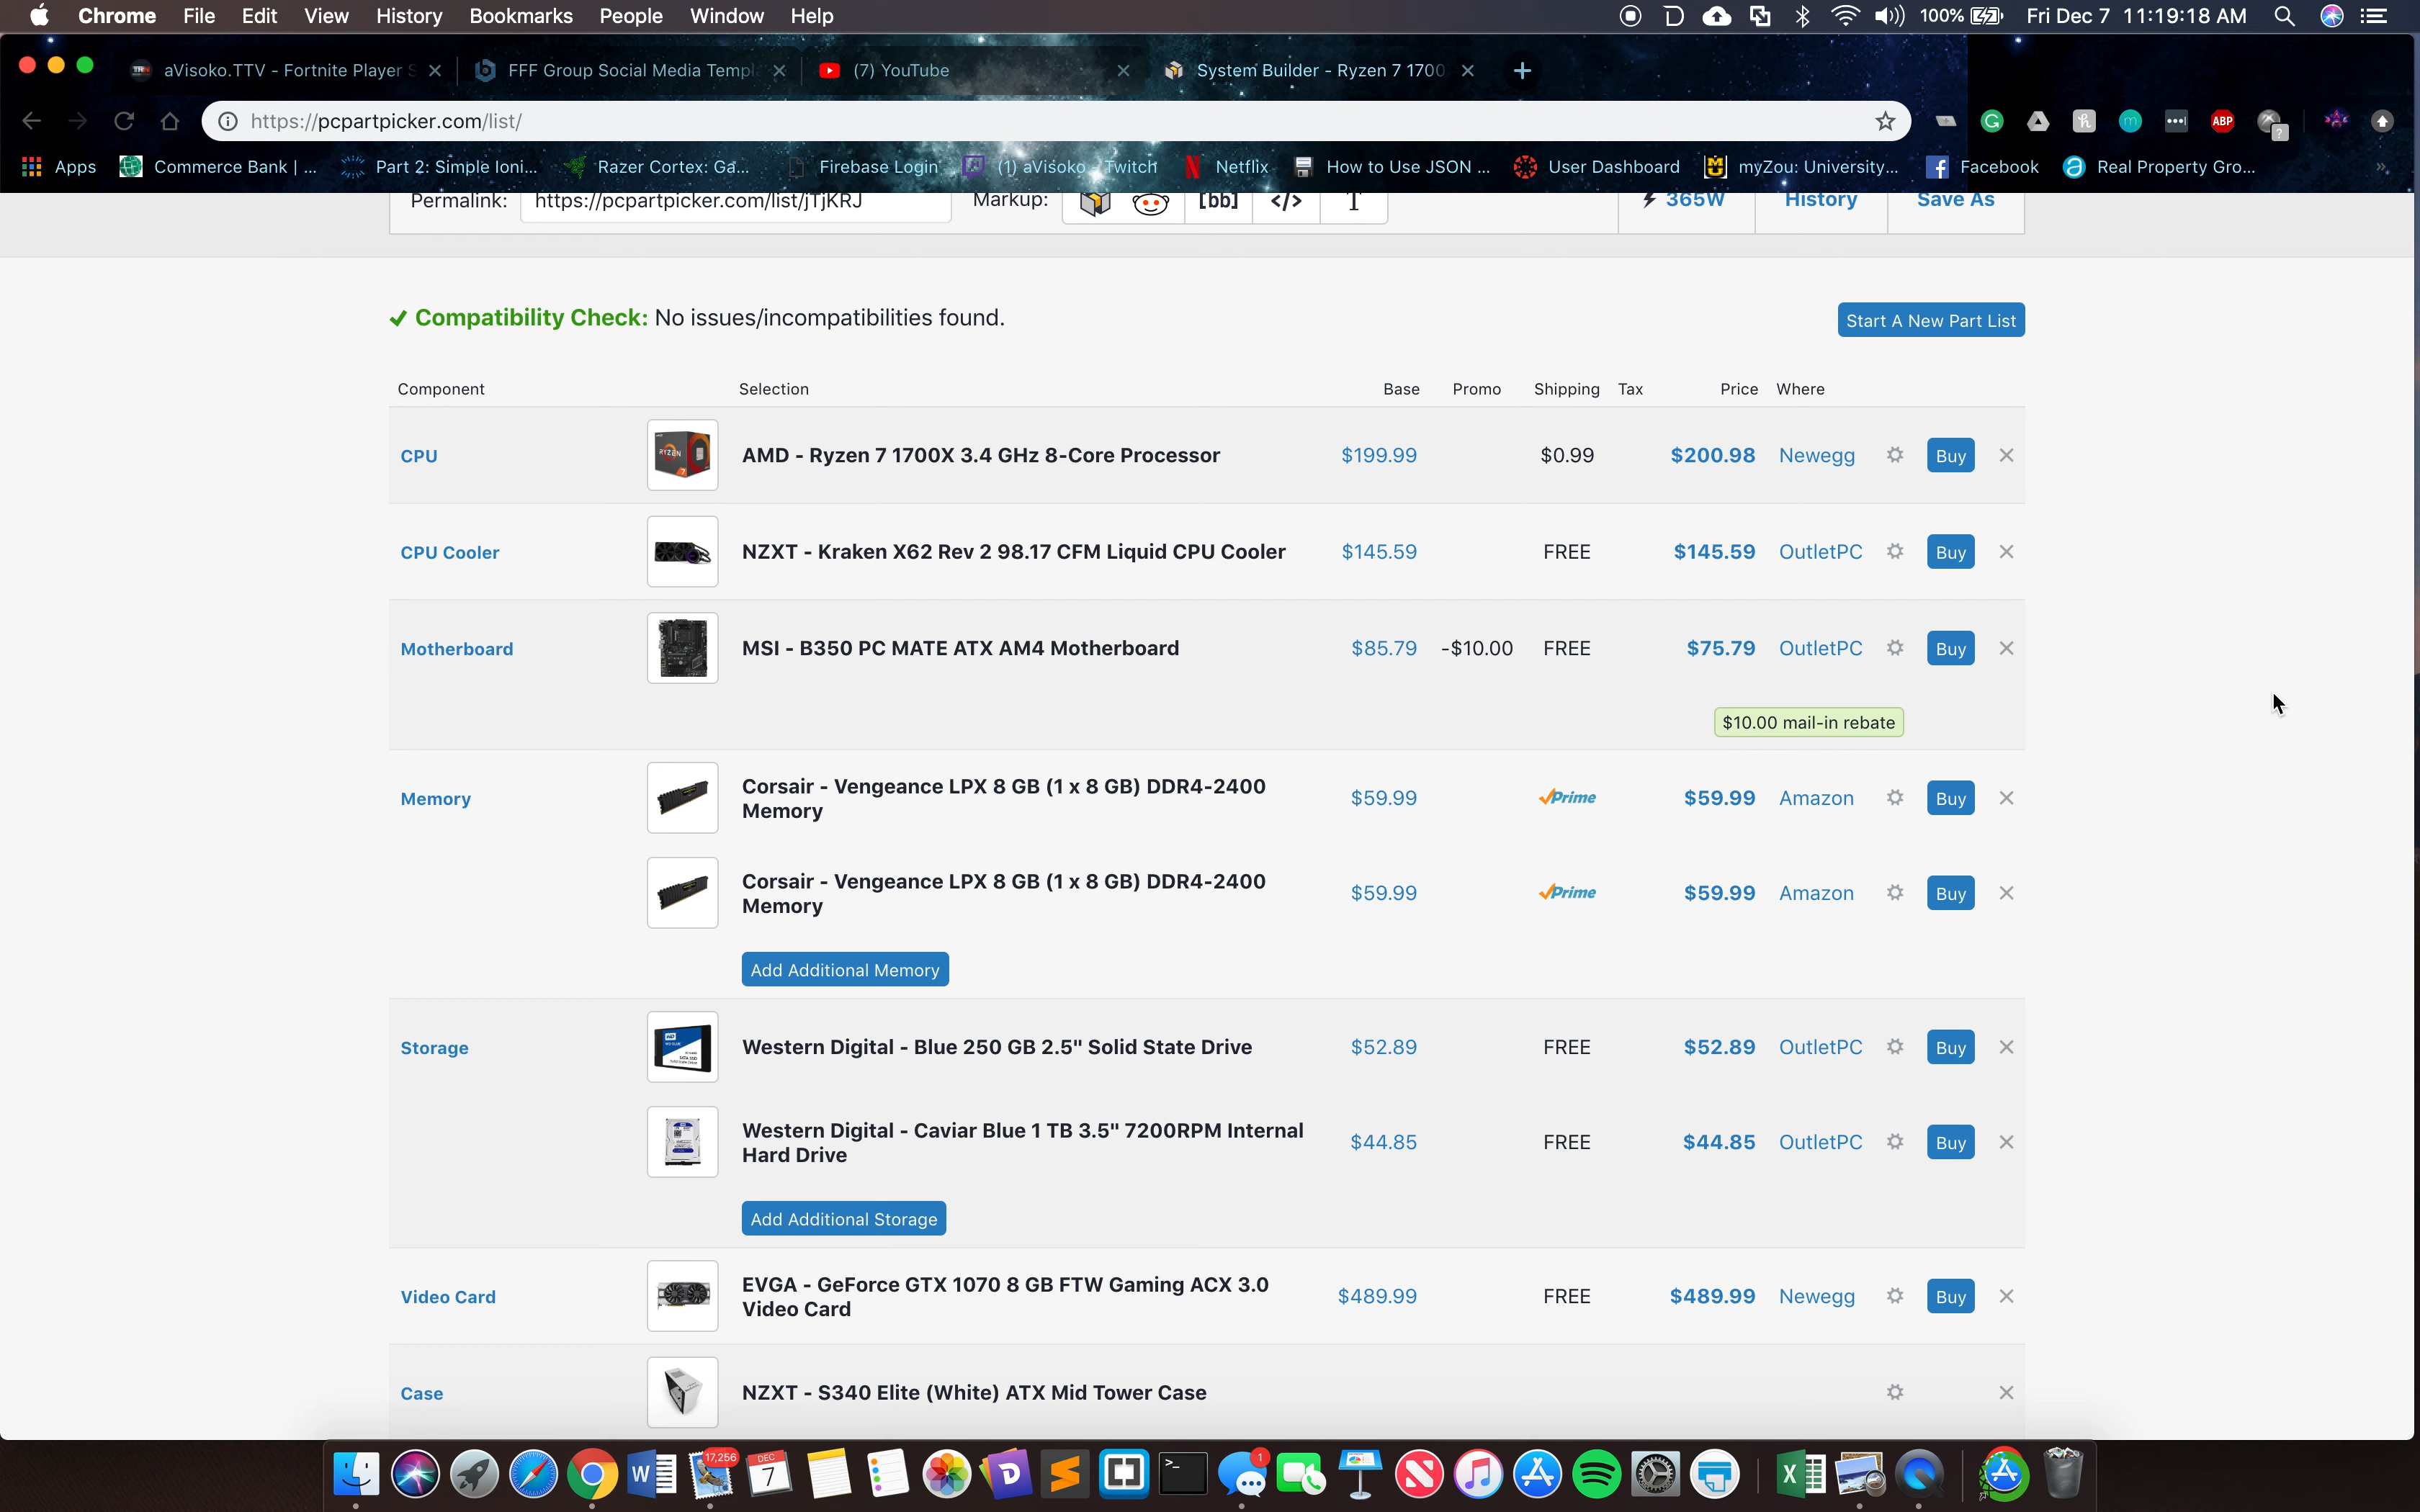 Chrome File Edit View History Bookmarks People Window Help 100% Fri Dec 7 11:19:18 AM
aVisoko.TTV - Fortnite Player S FFF Group Social Media Templa (7) YouTube System Builder - Ryzen 7 1700
https://pcpartpicker.com/list/ ABP
Apps Commerce Bank | ... Part 2: Simple Ioni... Razer Cortex: Ga... Firebase Login (1) aVisoko - Twitch Netflix How to Use JSON ... User Dashboard myZou: University... Facebook Real Property Gro... »
Permalink: https://pcpartpicker.com/list/jTjKRJ Markup: [bb] </> T 365W History Save As
Compatibility Check: No issues/incompatibilities found. Start A New Part List
Component Selection Base Promo Shipping Tax Price Where
CPU AMD - Ryzen 7 1700X 3.4 GHz 8-Core Processor $199.99 $0.99 $200.98 Newegg Buy
CPU Cooler NZXT - Kraken X62 Rev 2 98.17 CFM Liquid CPU Cooler $145.59 FREE $145.59 OutletPC Buy
Motherboard MSI - B350 PC MATE ATX AM4 Motherboard $85.79 -$10.00 FREE $75.79 OutletPC Buy
$10.00 mail-in rebate
Memory Corsair - Vengeance LPX 8 GB (1 x 8 GB) DDR4-2400 Memory $59.99 Prime $59.99 Amazon Buy
Corsair - Vengeance LPX 8 GB (1 x 8 GB) DDR4-2400 Memory $59.99 Prime $59.99 Amazon Buy
Add Additional Memory
Storage Western Digital - Blue 250 GB 2.5" Solid State Drive $52.89 FREE $52.89 OutletPC Buy
Western Digital - Caviar Blue 1 TB 3.5" 7200RPM Internal Hard Drive $44.85 FREE $44.85 OutletPC Buy
Add Additional Storage
Video Card EVGA - GeForce GTX 1070 8 GB FTW Gaming ACX 3.0 Video Card $489.99 FREE $489.99 Newegg Buy
Case NZXT - S340 Elite (White) ATX Mid Tower Case
17,256 DEC 7 1